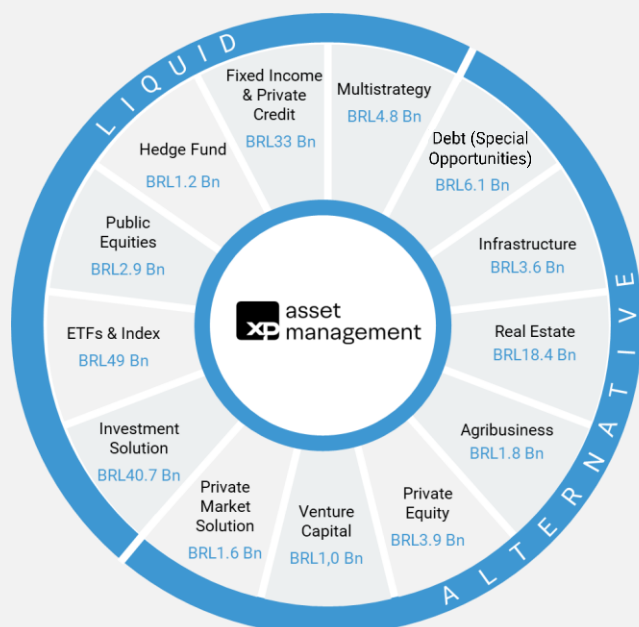 LIQUID
Fixed Income
& Private
Credit
BRL33 Bn
Multistrategy
BRL4.8 Bn
Debt (Special
Opportunities)
BRL6.1 Bn
Infrastructure
BRL3.6 Bn
Real Estate
BRL18.4 Bn
Agribusiness
BRL1.8 Bn
Private
Equity
BRL3.9 Bn
Venture
Capital
BRL1,0 Bn
Private
Market
Solution
BRL1.6 Bn
Investment
Solution
BRL40.7 Bn
ETFs & Index
BRL49 Bn
Public
Equities
BRL2.9 Bn
Hedge Fund
BRL1.2 Bn
ALTERNATIVE
xp asset
management